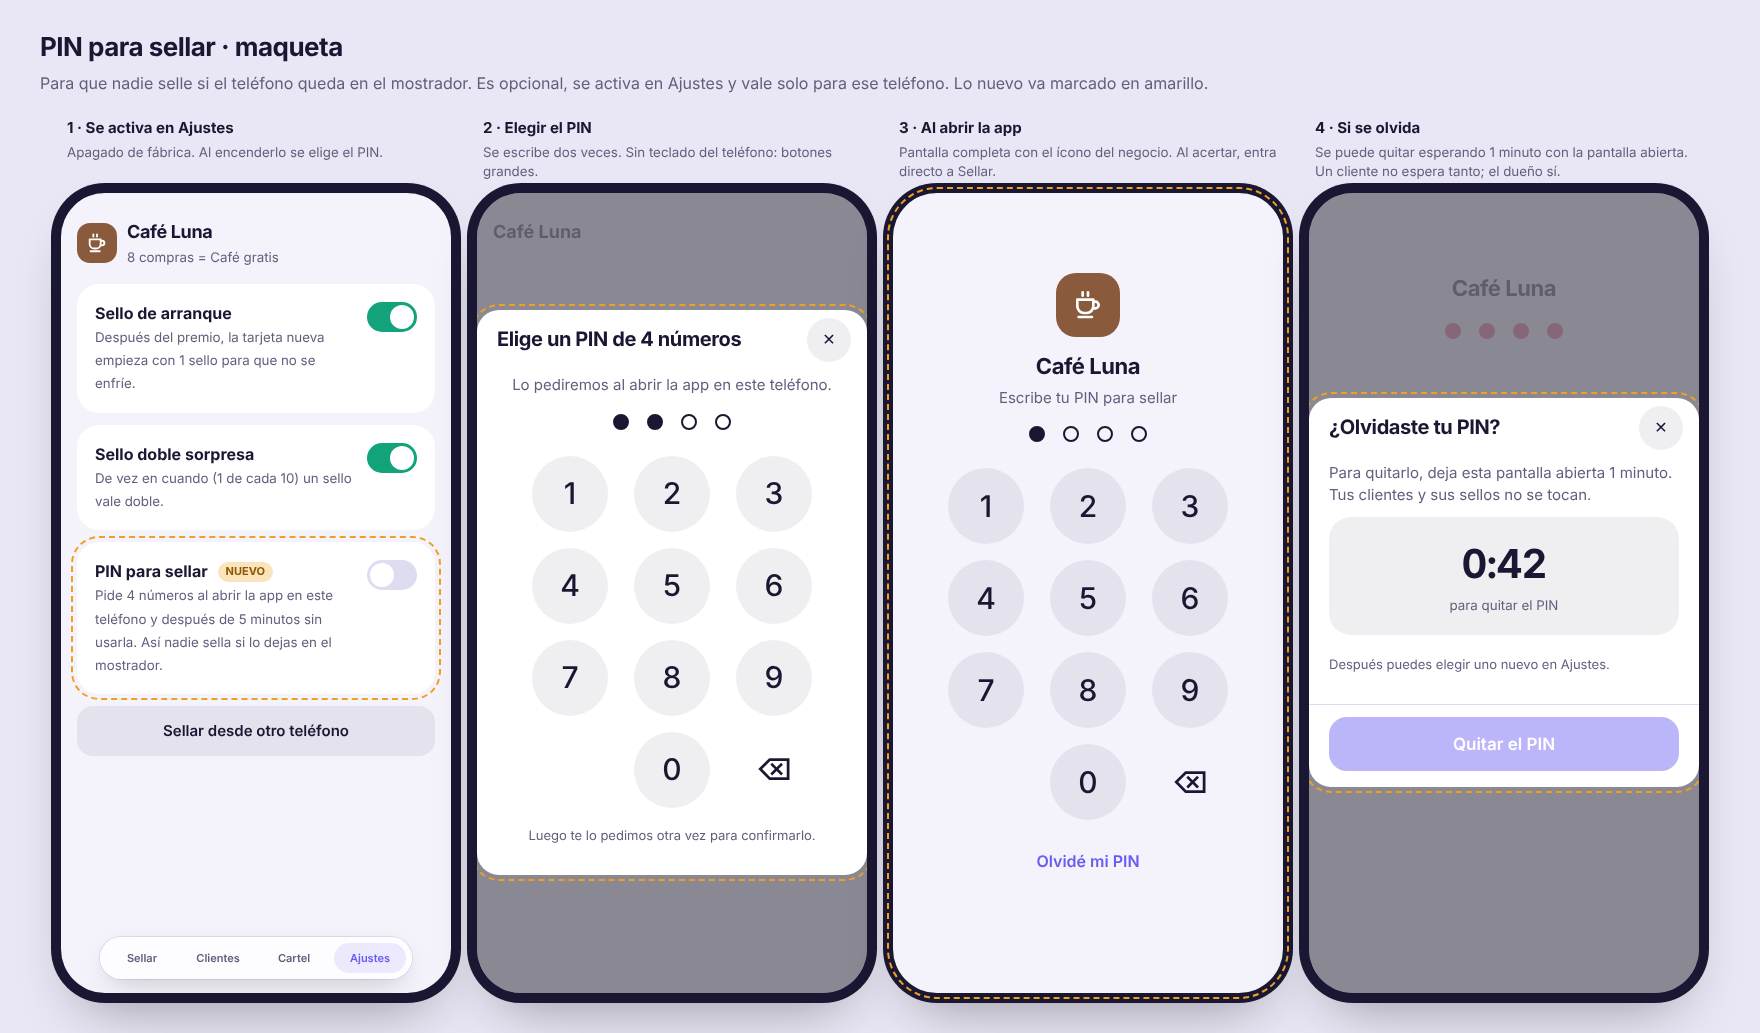 PIN para sellar · maqueta
Para que nadie selle si el teléfono queda en el mostrador. Es opcional, se activa en Ajustes y vale solo para ese teléfono. Lo nuevo va marcado en amarillo.
1 · Se activa en Ajustes
Apagado de fábrica. Al encenderlo se elige el PIN.
Café Luna
8 compras = Café gratis
Sello de arranque
Después del premio, la tarjeta nueva
empieza con 1 sello para que no se
enfríe.
Sello doble sorpresa
De vez en cuando (1 de cada 10) un sello
vale doble.
PIN para sellar NUEVO
Pide 4 números al abrir la app en este
teléfono y después de 5 minutos sin
usarla. Así nadie sella si lo dejas en el
mostrador.
Sellar desde otro teléfono
Sellar Clientes Cartel Ajustes
2 · Elegir el PIN
Se escribe dos veces. Sin teclado del teléfono: botones
grandes.
Café Luna
Elige un PIN de 4 números
Lo pediremos al abrir la app en este teléfono.
1 2 3
4 5 6
7 8 9
0
Luego te lo pedimos otra vez para confirmarlo.
3 · Al abrir la app
Pantalla completa con el ícono del negocio. Al acertar, entra
directo a Sellar.
Café Luna
Escribe tu PIN para sellar
1 2 3
4 5 6
7 8 9
0
Olvidé mi PIN
4 · Si se olvida
Se puede quitar esperando 1 minuto con la pantalla abierta.
Un cliente no espera tanto; el dueño sí.
Café Luna
¿Olvidaste tu PIN?
Para quitarlo, deja esta pantalla abierta 1 minuto.
Tus clientes y sus sellos no se tocan.
0:42
para quitar el PIN
Después puedes elegir uno nuevo en Ajustes.
Quitar el PIN